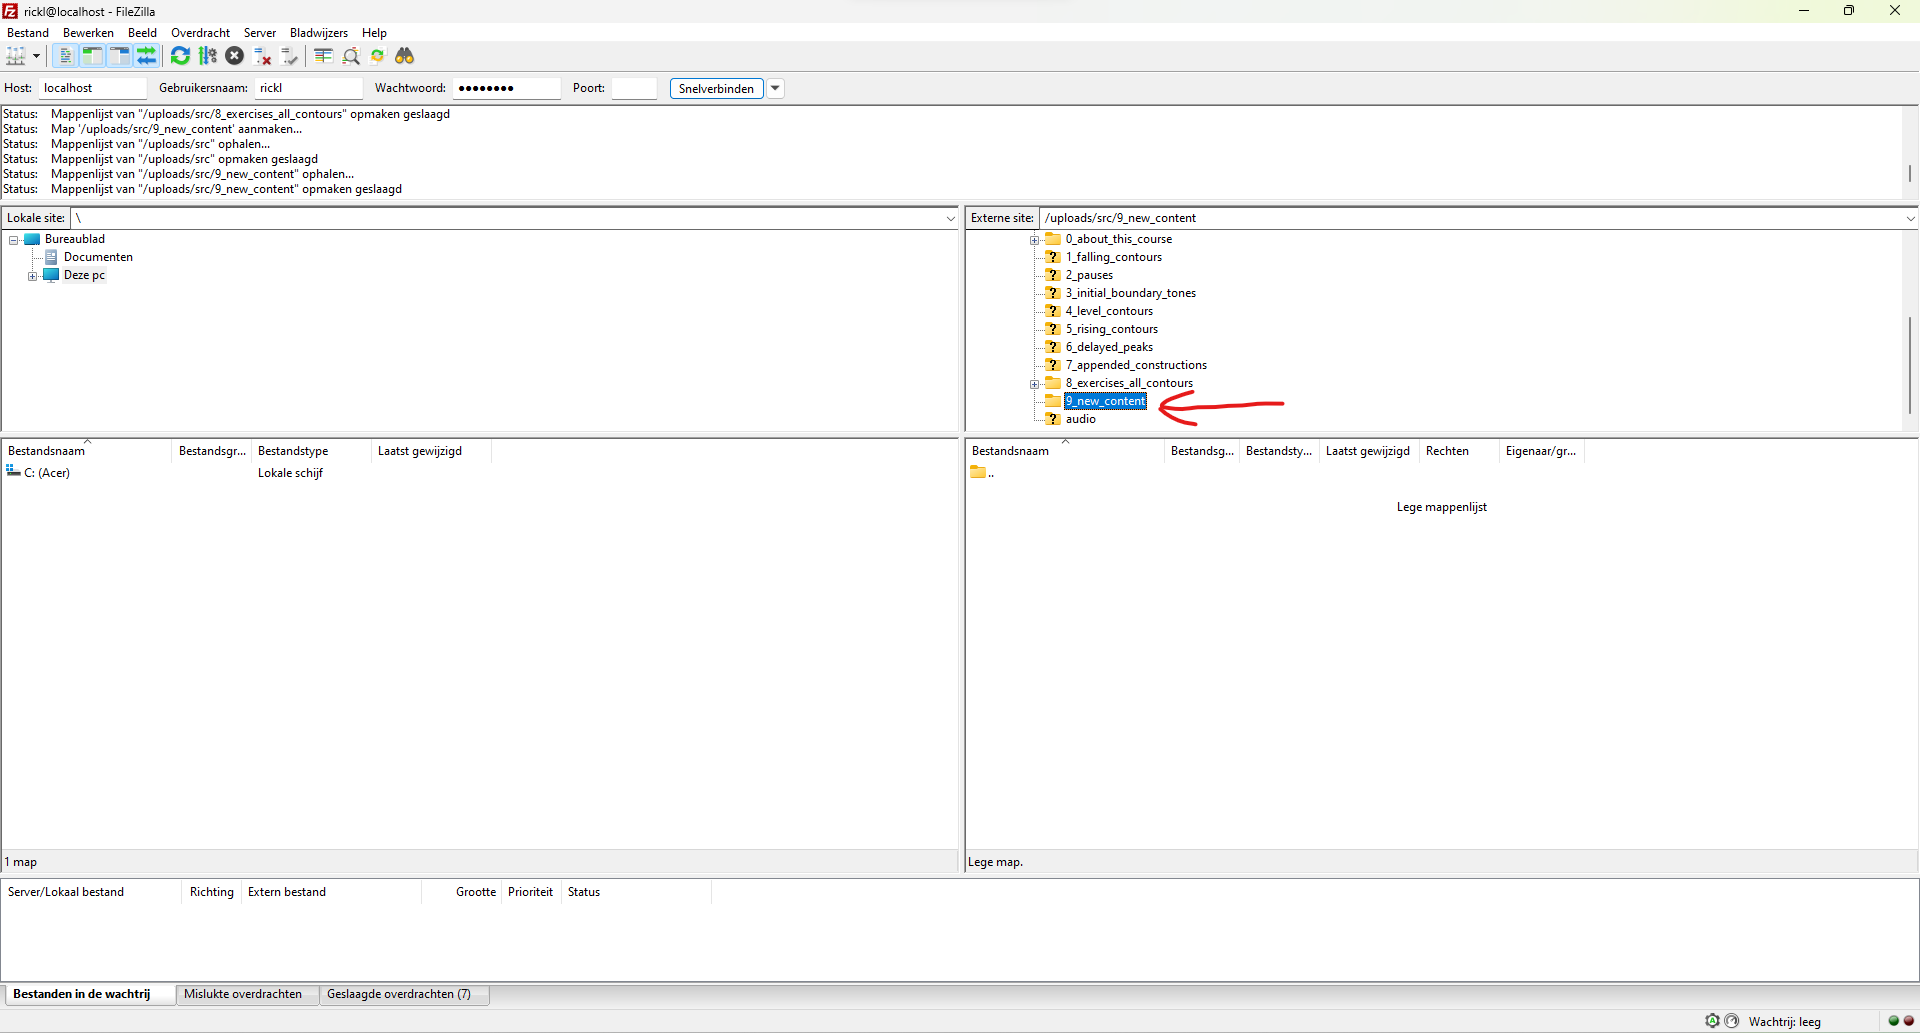 rickl@localhost - FileZilla
Bestand Bewerken Beeld Overdracht Server Bladwijzers Help
Host: localhost Gebruikersnaam: rickl Wachtwoord: ●●●●●●●● Poort: Snelverbinden
Status: Mappenlijst van "/uploads/src/8_exercises_all_contours" opmaken geslaagd
Status: Map '/uploads/src/9_new_content' aanmaken...
Status: Mappenlijst van "/uploads/src" ophalen...
Status: Mappenlijst van "/uploads/src" opmaken geslaagd
Status: Mappenlijst van "/uploads/src/9_new_content" ophalen...
Status: Mappenlijst van "/uploads/src/9_new_content" opmaken geslaagd
Lokale site: \
Bureaublad
Documenten
Deze pc
Externe site: /uploads/src/9_new_content
0_about_this_course
1_falling_contours
2_pauses
3_initial_boundary_tones
4_level_contours
5_rising_contours
6_delayed_peaks
7_appended_constructions
8_exercises_all_contours
9_new_content
audio
Bestandsnaam Bestandsgr... Bestandstype Laatst gewijzigd
C: (Acer) Lokale schijf
1 map
Bestandsnaam Bestandsg... Bestandsty... Laatst gewijzigd Rechten Eigenaar/gr...
..
Lege mappenlijst
Lege map.
Server/Lokaal bestand Richting Extern bestand Grootte Prioriteit Status
Bestanden in de wachtrij Mislukte overdrachten Geslaagde overdrachten (7)
Wachtrij: leeg